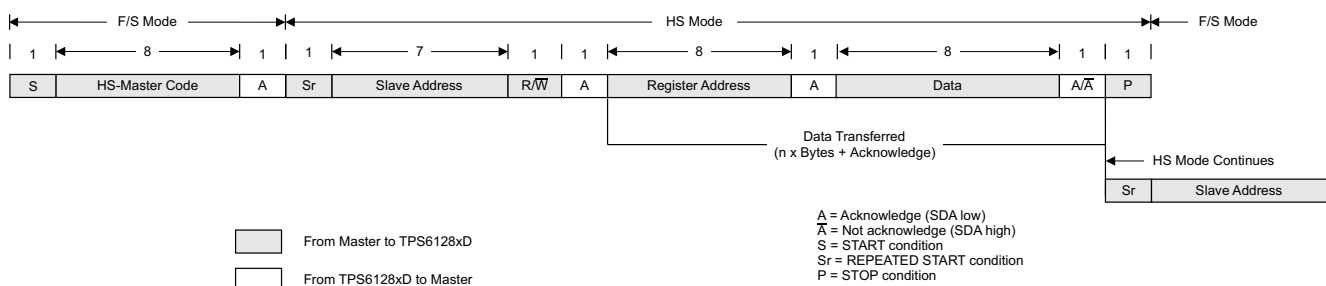 F/S Mode HS Mode F/S Mode
1 8 1 1 7 1 1 8 1 8 1 1
S HS-Master Code A Sr Slave Address R/W̅ A Register Address A Data A/A̅ P
Data Transferred
(n x Bytes + Acknowledge)
HS Mode Continues
Sr Slave Address
From Master to TPS6128xD
From TPS6128xD to Master
A = Acknowledge (SDA low)
A̅ = Not acknowledge (SDA high)
S = START condition
Sr = REPEATED START condition
P = STOP condition